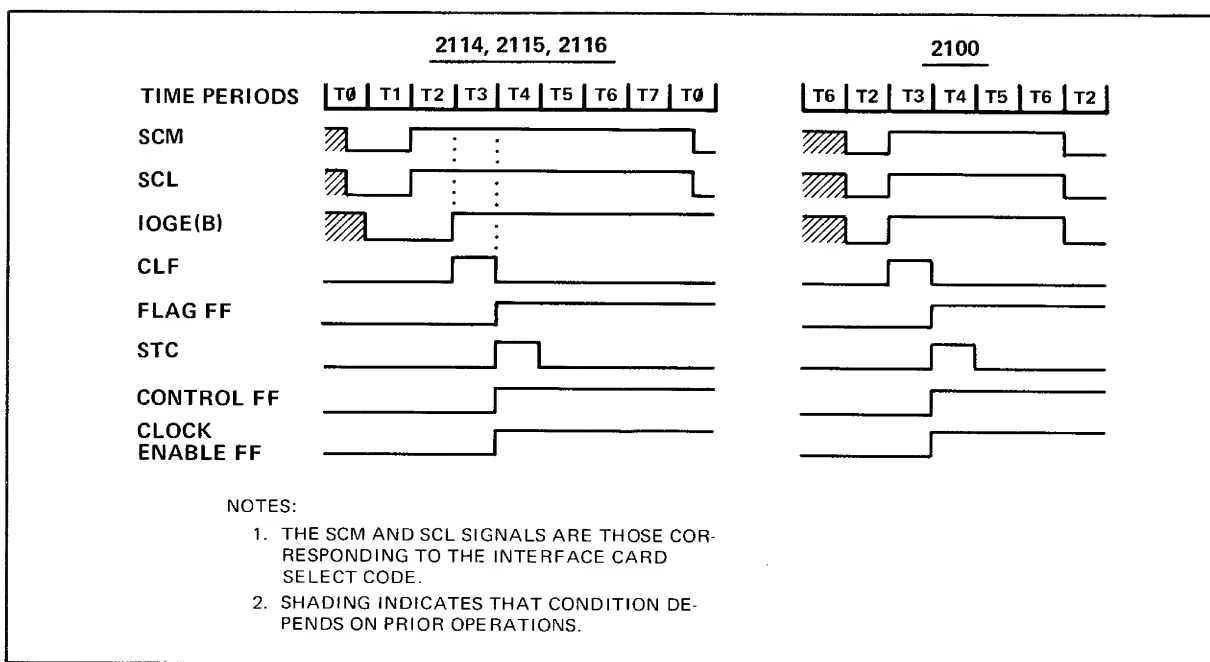 2114, 2115, 2116
2100
TIME PERIODS T0 T1 T2 T3 T4 T5 T6 T7 T0 T6 T2 T3 T4 T5 T6 T2
SCM
SCL
IOGE(B)
CLF
FLAG FF
STC
CONTROL FF
CLOCK
ENABLE FF
NOTES:
1. THE SCM AND SCL SIGNALS ARE THOSE COR-
RESPONDING TO THE INTERFACE CARD
SELECT CODE.
2. SHADING INDICATES THAT CONDITION DE-
PENDS ON PRIOR OPERATIONS.